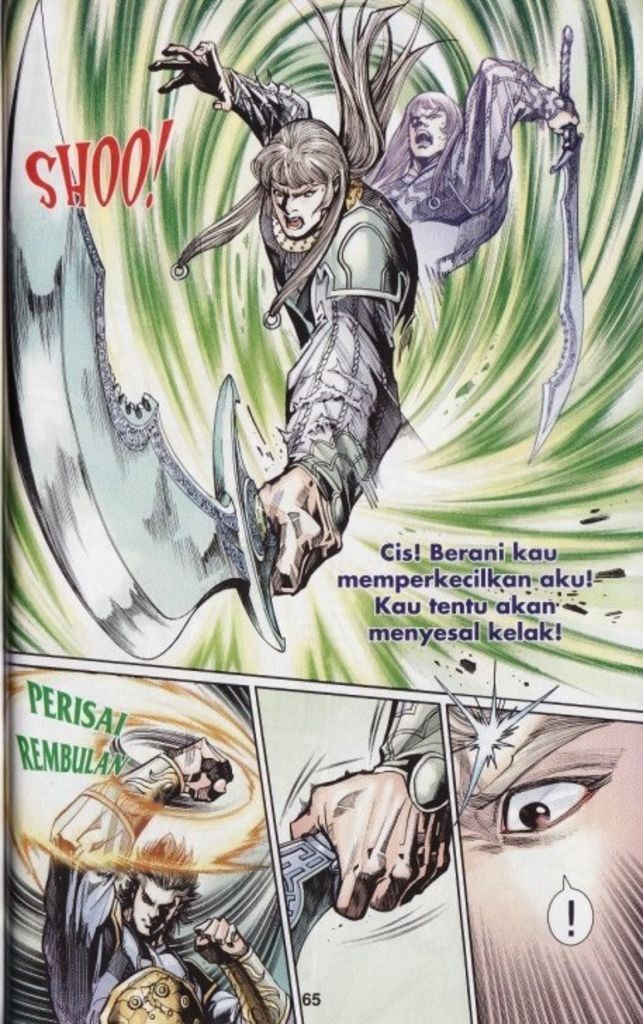 SHOO!
Cis! Berani kau
memperkecilkan aku!
Kau tentu akan
menyesal kelak!
PERISAI
REMBULAN
!
65